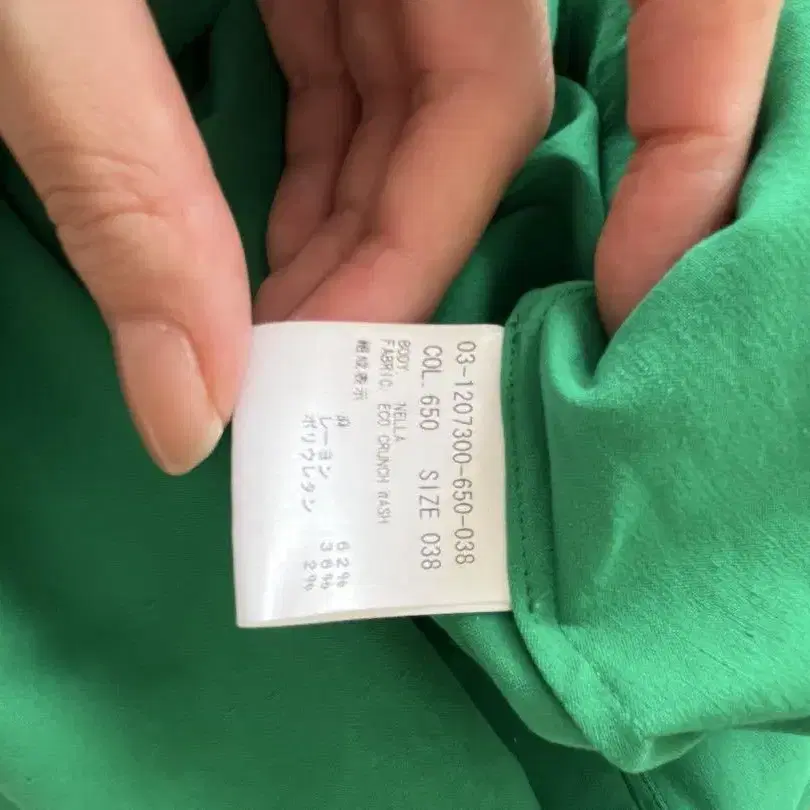 03-1207300-650-038
COL. 650 SIZE 038
BODY NELLA
FABRIC: ECO CRUNCH WASH
組成表示
麻 62%
レーヨン 36%
ポリウレタン 2%